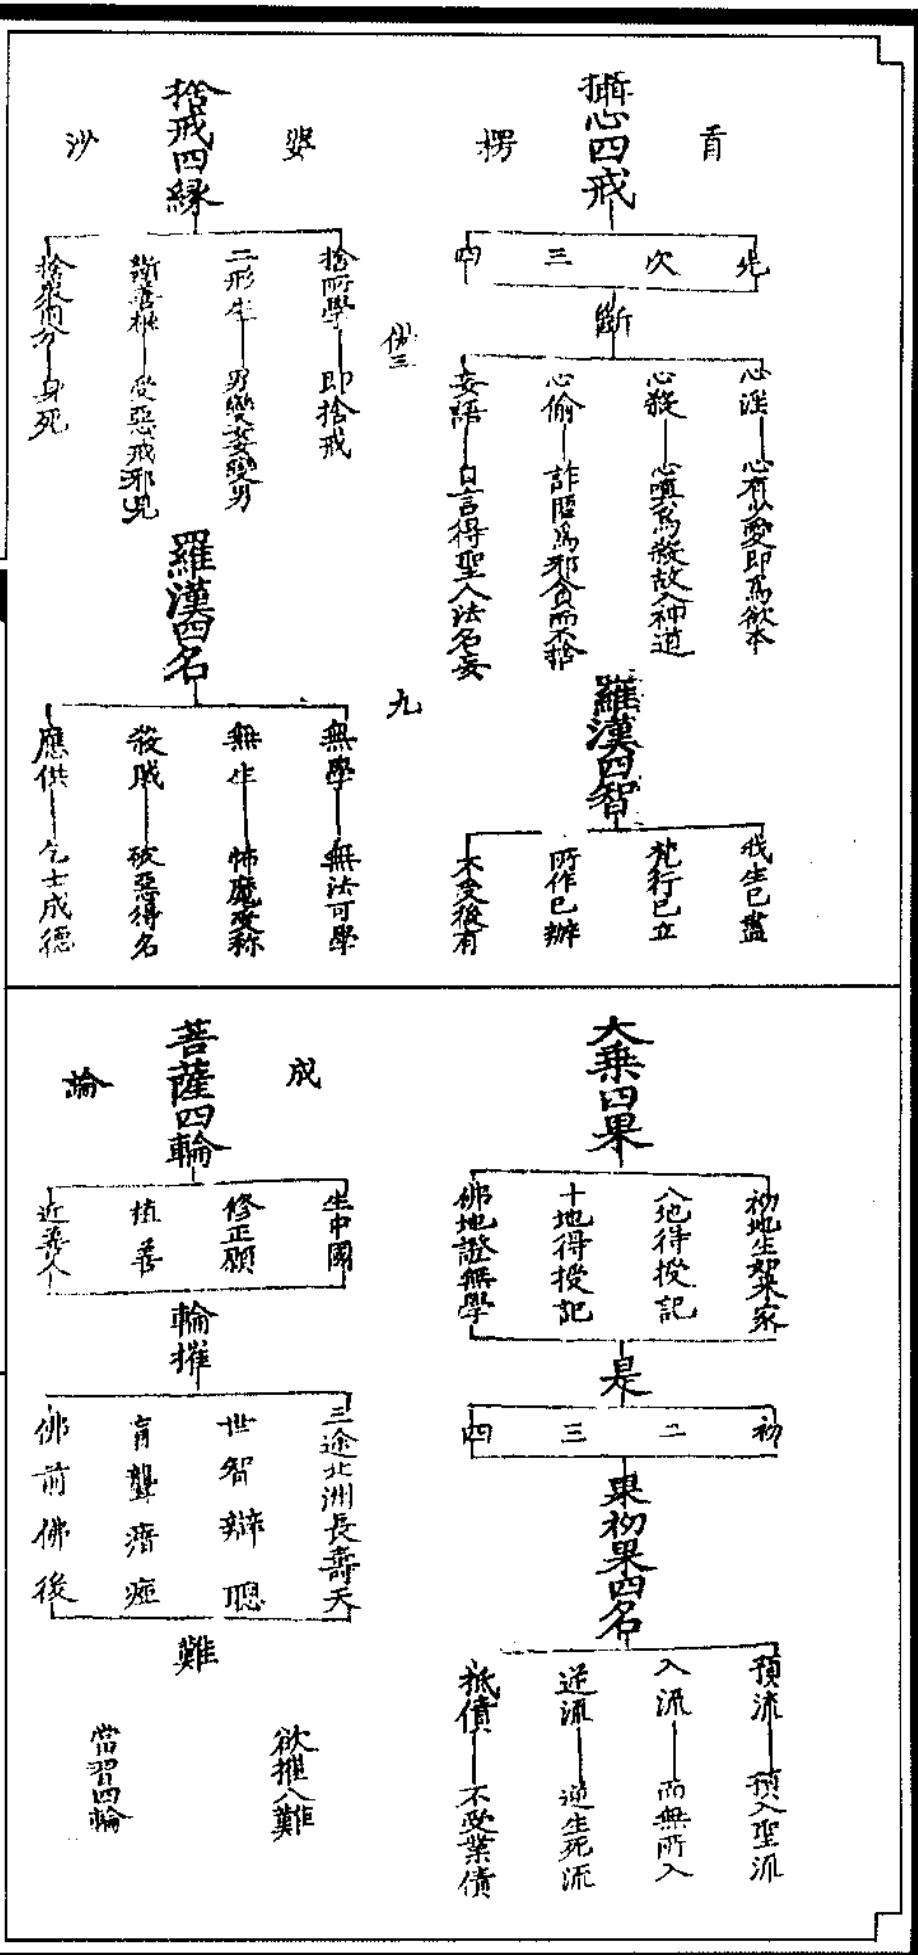 首
攝心四戒
楞
先
次
三
四
斷
心淫
心有少愛即為欲本
心殺
心嗔為殺故入神道
心偷
詐匿為邪貪而不捨
妄語
自言得聖人法名妄
羅漢四智
我生已盡
梵行已立
所作已辦
不受後有
九
婆
捨戒四緣
沙
捨所學
即捨戒
二形生
男變女女變男
斷善根
受惡戒邪見
捨眾同分
身死
羅漢四名
無學
無法可學
無生
怖魔受稱
殺賊
破惡得名
應供
乞士成德
大乘四果
初地生如來家
八地得授記
十地得授記
佛地證無學
是
初
二
三
四
果
初果四名
預流
預入聖流
入流
而無所入
逆流
逆生死流
抵債
不受業債
成
菩薩四輪
論
生中國
修正願
植善
近善人
輪摧
三途北洲長壽天
世智辯聰
盲聾瘖瘂
佛前佛後
難
欲摧八難
當習四輪